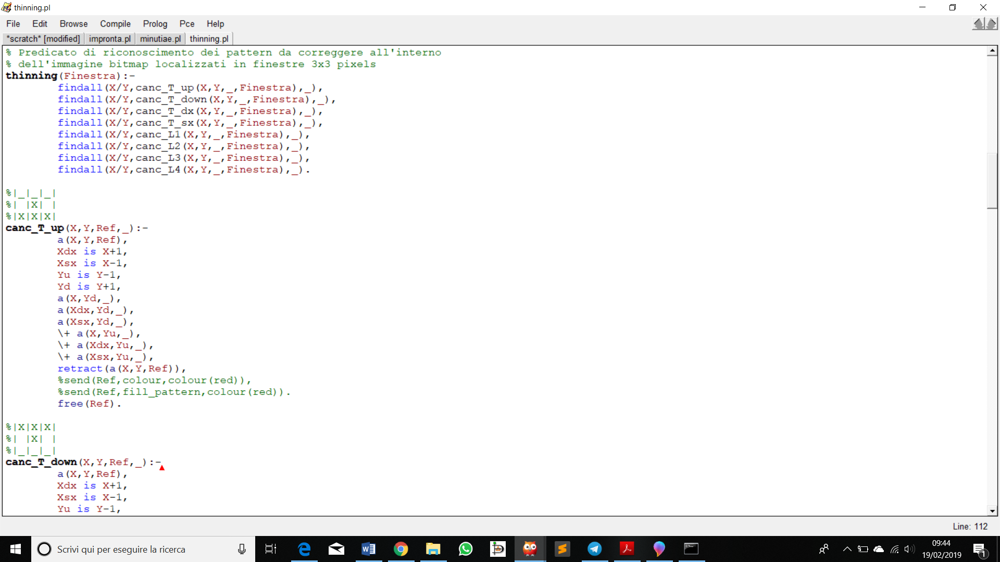 thinning.pl
File Edit Browse Compile Prolog Pce Help
*scratch* [modified] impronta.pl minutiae.pl thinning.pl
% Predicato di riconoscimento dei pattern da correggere all'interno
% dell'immagine bitmap localizzati in finestre 3x3 pixels
thinning(Finestra):-
findall(X/Y,canc_T_up(X,Y,_,Finestra),_),
findall(X/Y,canc_T_down(X,Y,_,Finestra),_),
findall(X/Y,canc_T_dx(X,Y,_,Finestra),_),
findall(X/Y,canc_T_sx(X,Y,_,Finestra),_),
findall(X/Y,canc_L1(X,Y,_,Finestra),_),
findall(X/Y,canc_L2(X,Y,_,Finestra),_),
findall(X/Y,canc_L3(X,Y,_,Finestra),_),
findall(X/Y,canc_L4(X,Y,_,Finestra),_).
%|_|_|_|
%| |X| |
%|X|X|X|
canc_T_up(X,Y,Ref,_):-
a(X,Y,Ref),
Xdx is X+1,
Xsx is X-1,
Yu is Y-1,
Yd is Y+1,
a(X,Yd,_),
a(Xdx,Yd,_),
a(Xsx,Yd,_),
\+ a(X,Yu,_),
\+ a(Xdx,Yu,_),
\+ a(Xsx,Yu,_),
retract(a(X,Y,Ref)),
%send(Ref,colour,colour(red)),
%send(Ref,fill_pattern,colour(red)).
free(Ref).
%|X|X|X|
%| |X| |
%|_|_|_|
canc_T_down(X,Y,Ref,_):-
a(X,Y,Ref),
Xdx is X+1,
Xsx is X-1,
Yu is Y-1,
Line: 112
Scrivi qui per eseguire la ricerca
09:44
19/02/2019
1